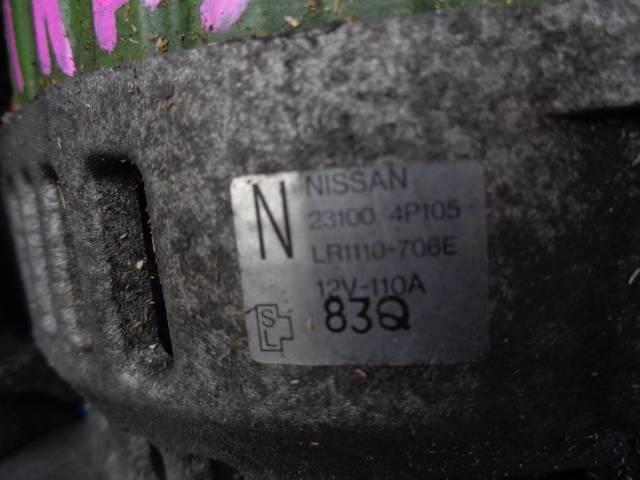 N
NISSAN
23100 4P105
LR1110-706E
12V-110A
S
L
83Q